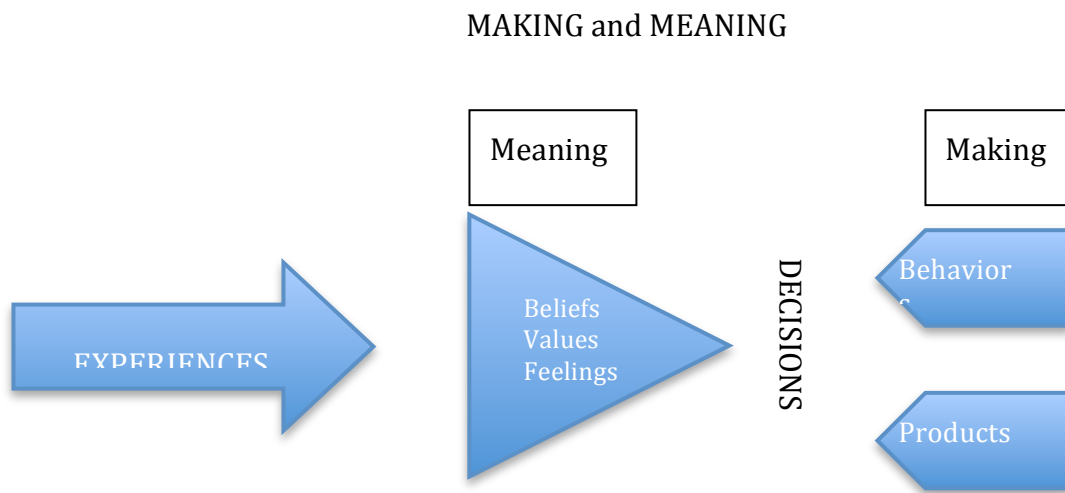 MAKING and MEANING
Meaning
Making
EXPERIENCES
Beliefs
Values
Feelings
DECISIONS
Behavior
s
Products